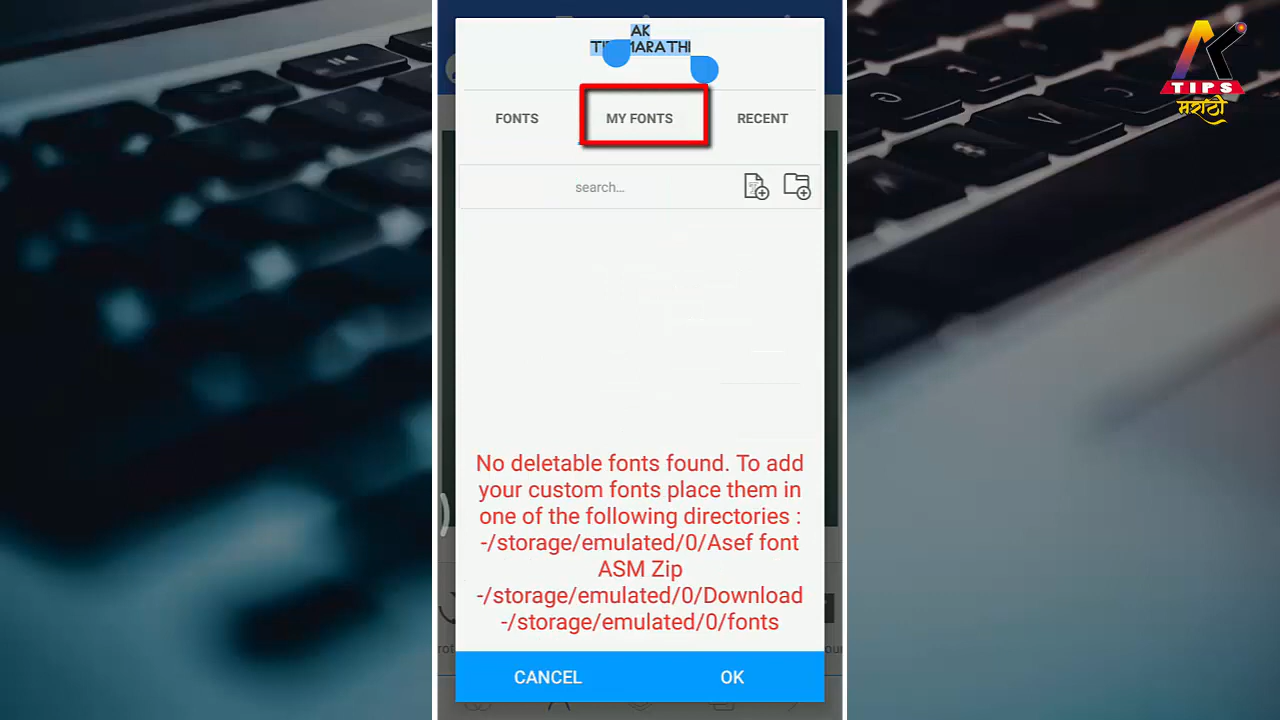 AK
MARATHI
TIPS
मराठी
FONTS
MY FONTS
RECENT
search...
No deletable fonts found. To add
your custom fonts place them in
one of the following directories :
-/storage/emulated/0/Asef font
ASM Zip
-/storage/emulated/0/Download
-/storage/emulated/0/fonts
CANCEL
OK